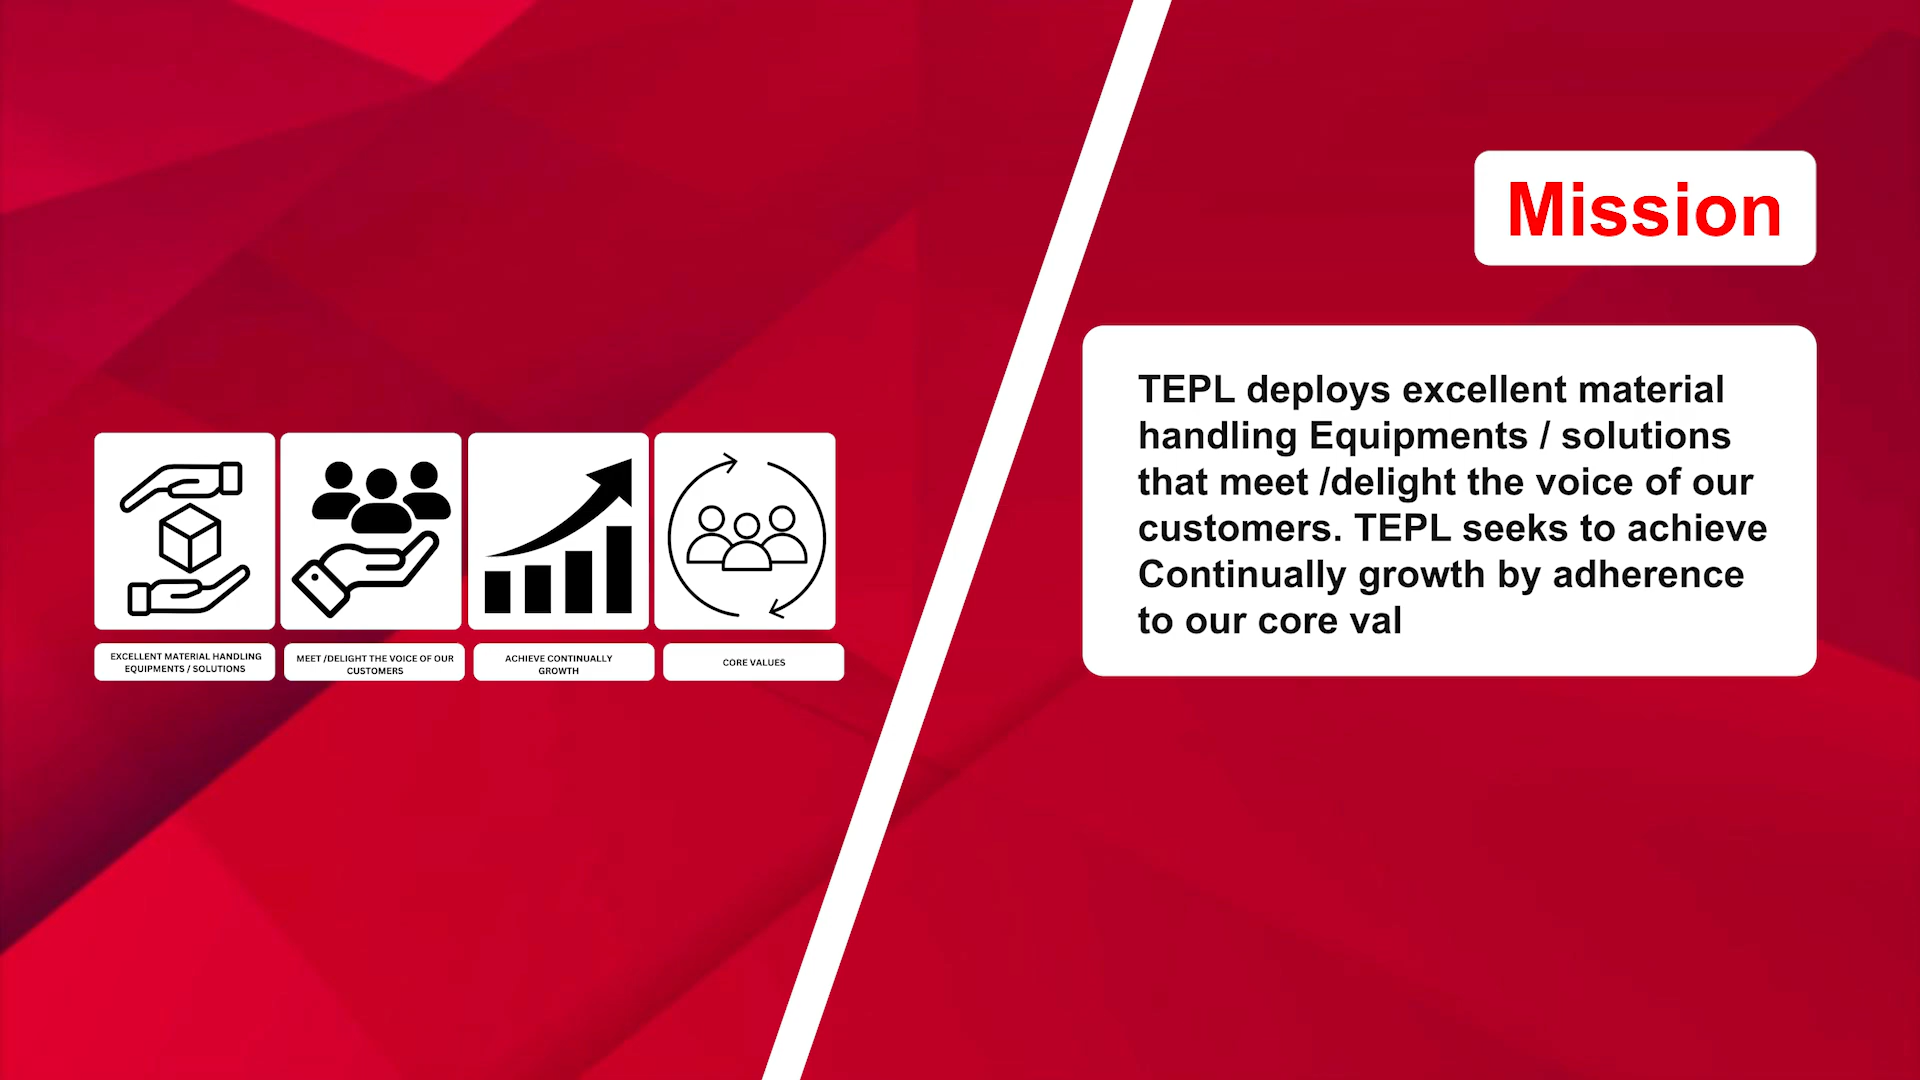 Mission
TEPL deploys excellent material
handling Equipments / solutions
that meet /delight the voice of our
customers. TEPL seeks to achieve
Continually growth by adherence
to our core val
EXCELLENT MATERIAL HANDLING
EQUIPMENTS / SOLUTIONS
MEET /DELIGHT THE VOICE OF OUR
CUSTOMERS
ACHIEVE CONTINUALLY
GROWTH
CORE VALUES